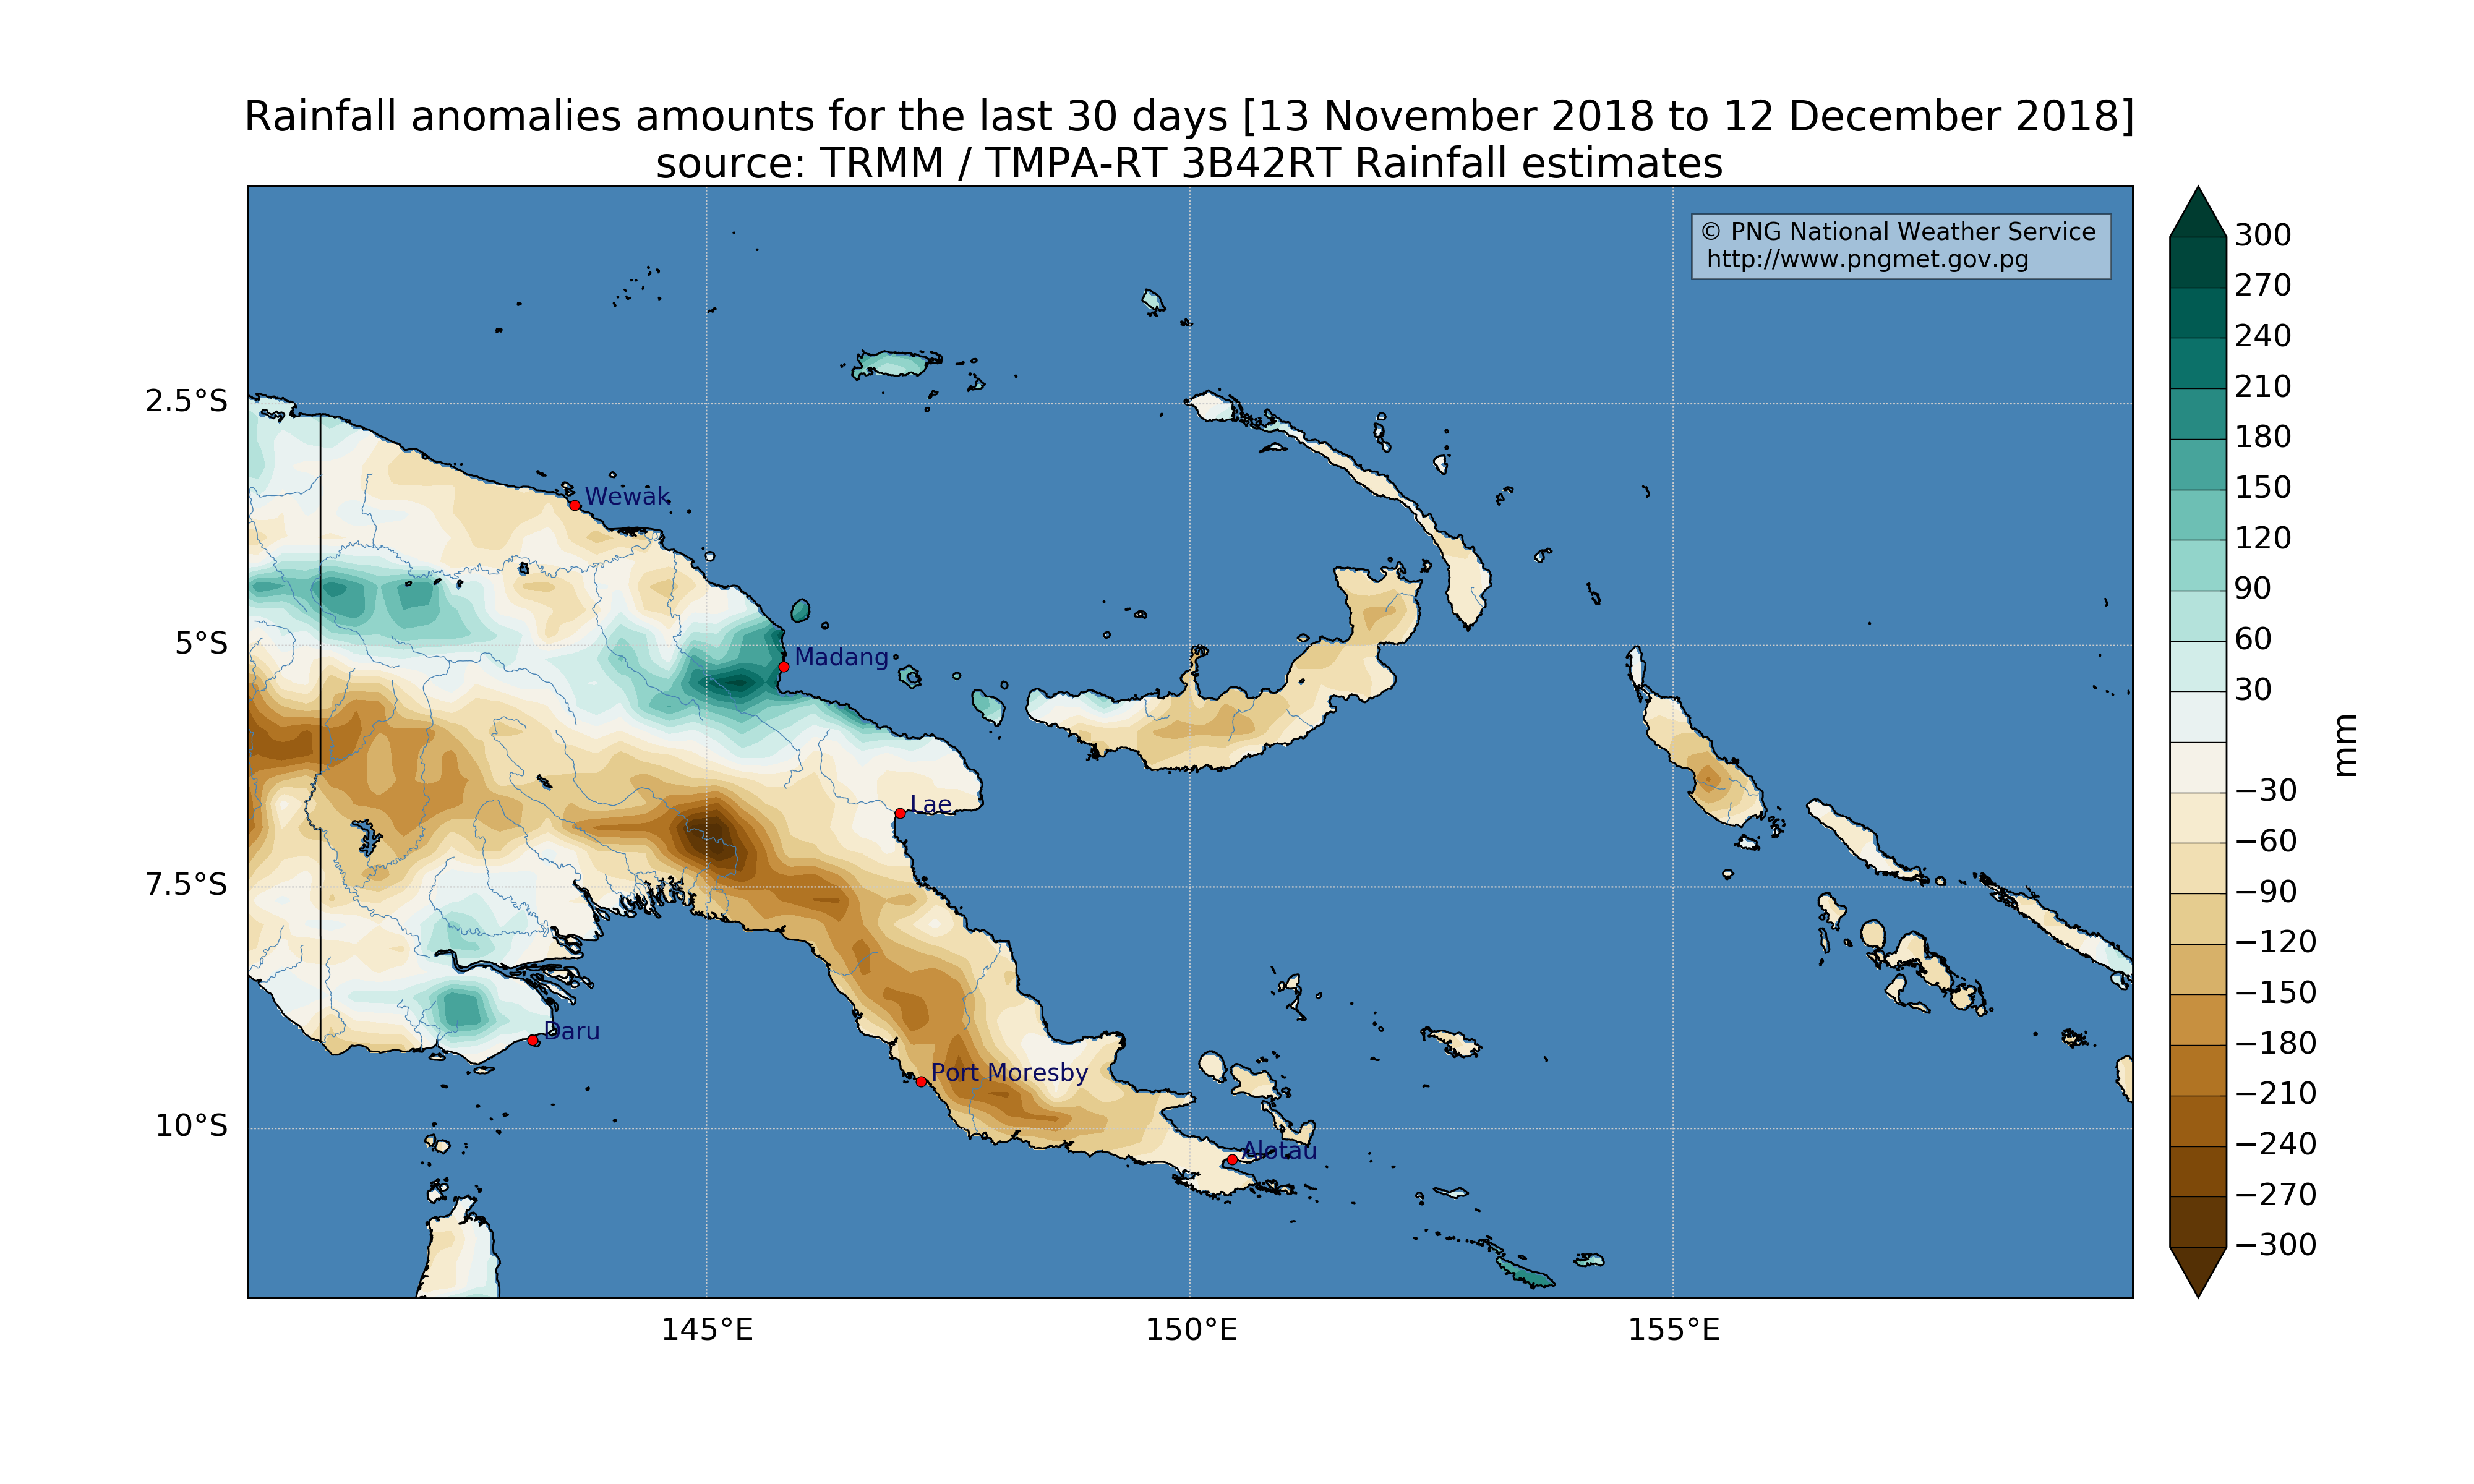 Rainfall anomalies amounts for the last 30 days [13 November 2018 to 12 December 2018]
source: TRMM / TMPA-RT 3B42RT Rainfall estimates
© PNG National Weather Service
http://www.pngmet.gov.pg
2.5°S
5°S
7.5°S
10°S
Wewak
Madang
Lae
Daru
Port Moresby
Alotau
145°E
150°E
155°E
300
270
240
210
180
150
120
90
60
30
−30
−60
−90
−120
−150
−180
−210
−240
−270
−300
mm